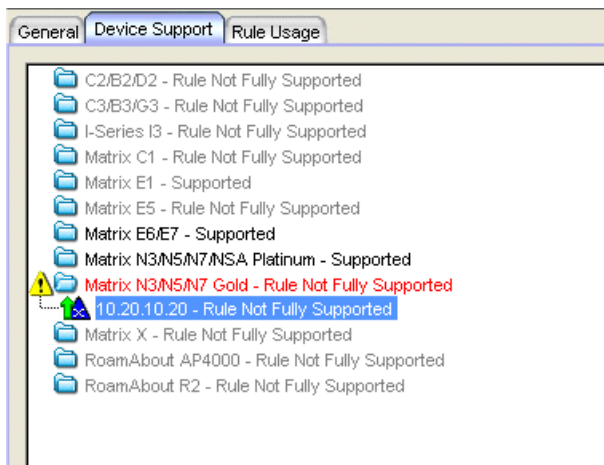 General Device Support Rule Usage
C2/B2/D2 - Rule Not Fully Supported
C3/B3/G3 - Rule Not Fully Supported
I-Series I3 - Rule Not Fully Supported
Matrix C1 - Rule Not Fully Supported
Matrix E1 - Supported
Matrix E5 - Rule Not Fully Supported
Matrix E6/E7 - Supported
Matrix N3/N5/N7/NSA Platinum - Supported
Matrix N3/N5/N7 Gold - Rule Not Fully Supported
10.20.10.20 - Rule Not Fully Supported
Matrix X - Rule Not Fully Supported
RoamAbout AP4000 - Rule Not Fully Supported
RoamAbout R2 - Rule Not Fully Supported